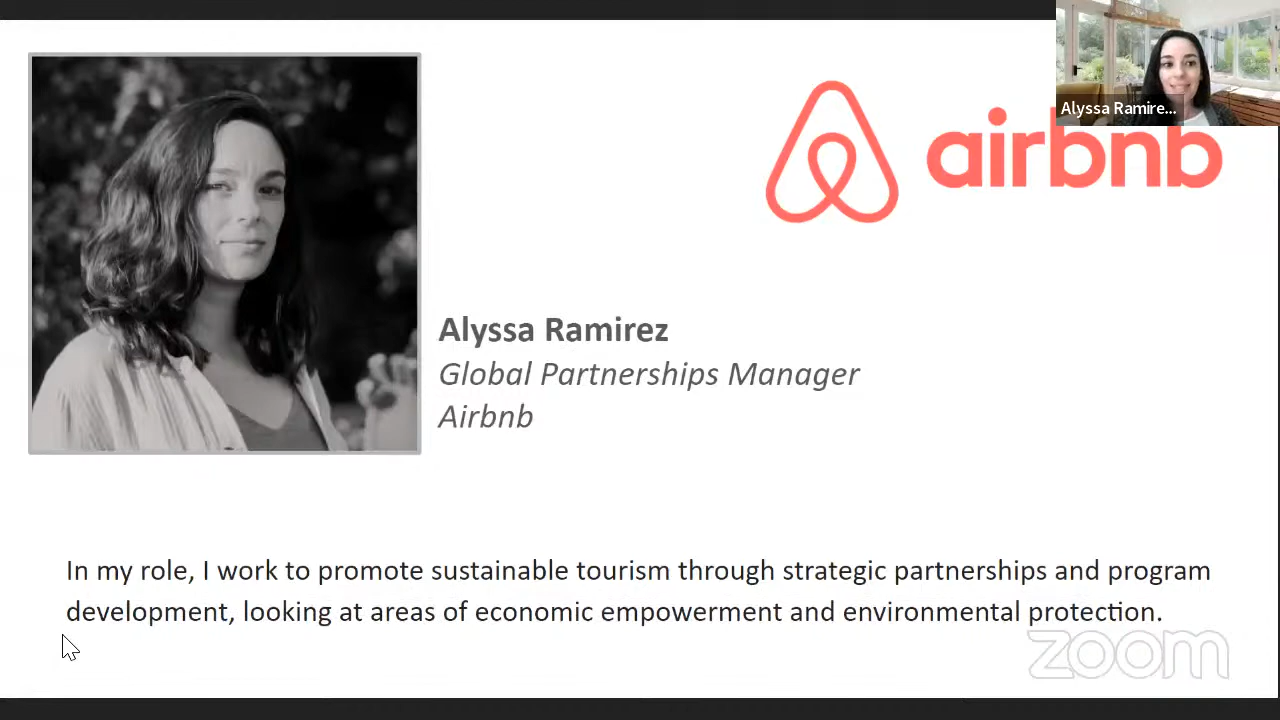 Alyssa Ramire...
airbnb
Alyssa Ramirez
Global Partnerships Manager
Airbnb
In my role, I work to promote sustainable tourism through strategic partnerships and program
development, looking at areas of economic empowerment and environmental protection.
zoom